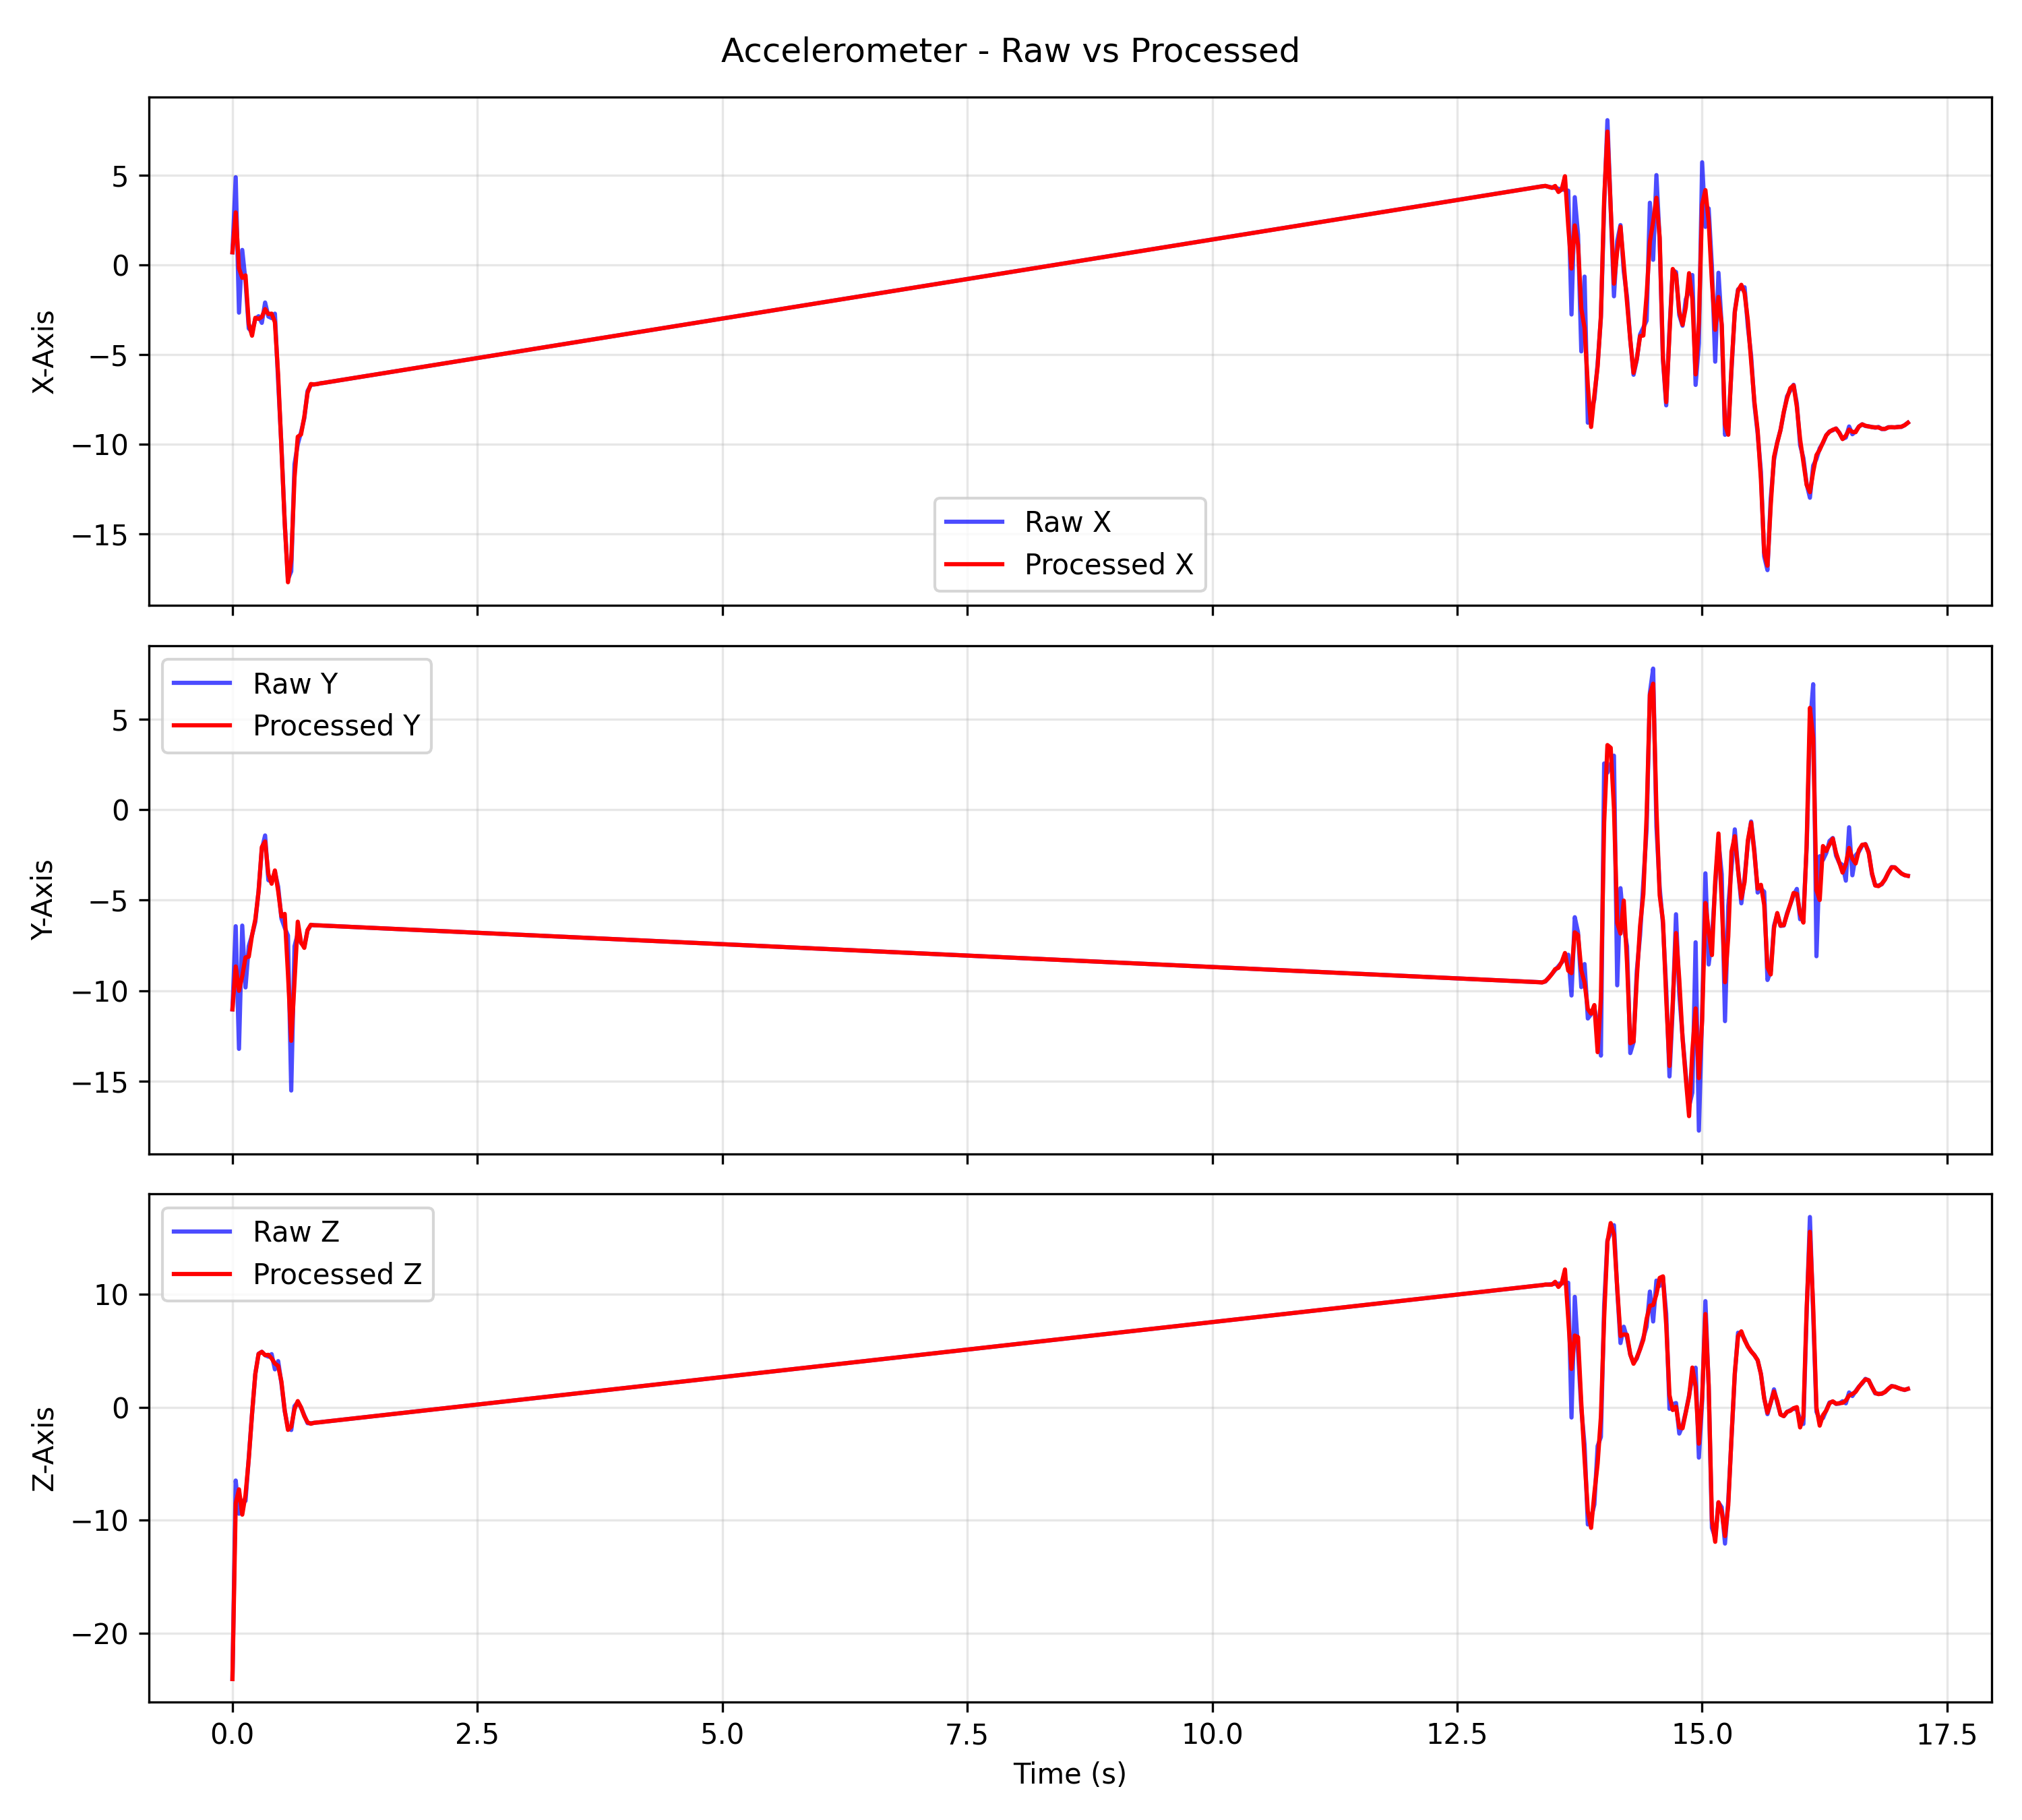 Accelerometer - Raw vs Processed
X-Axis
5
0
−5
−10
−15
Raw X
Processed X
Y-Axis
5
0
−5
−10
−15
Raw Y
Processed Y
Z-Axis
10
0
−10
−20
Raw Z
Processed Z
0.0 2.5 5.0 7.5 10.0 12.5 15.0 17.5
Time (s)